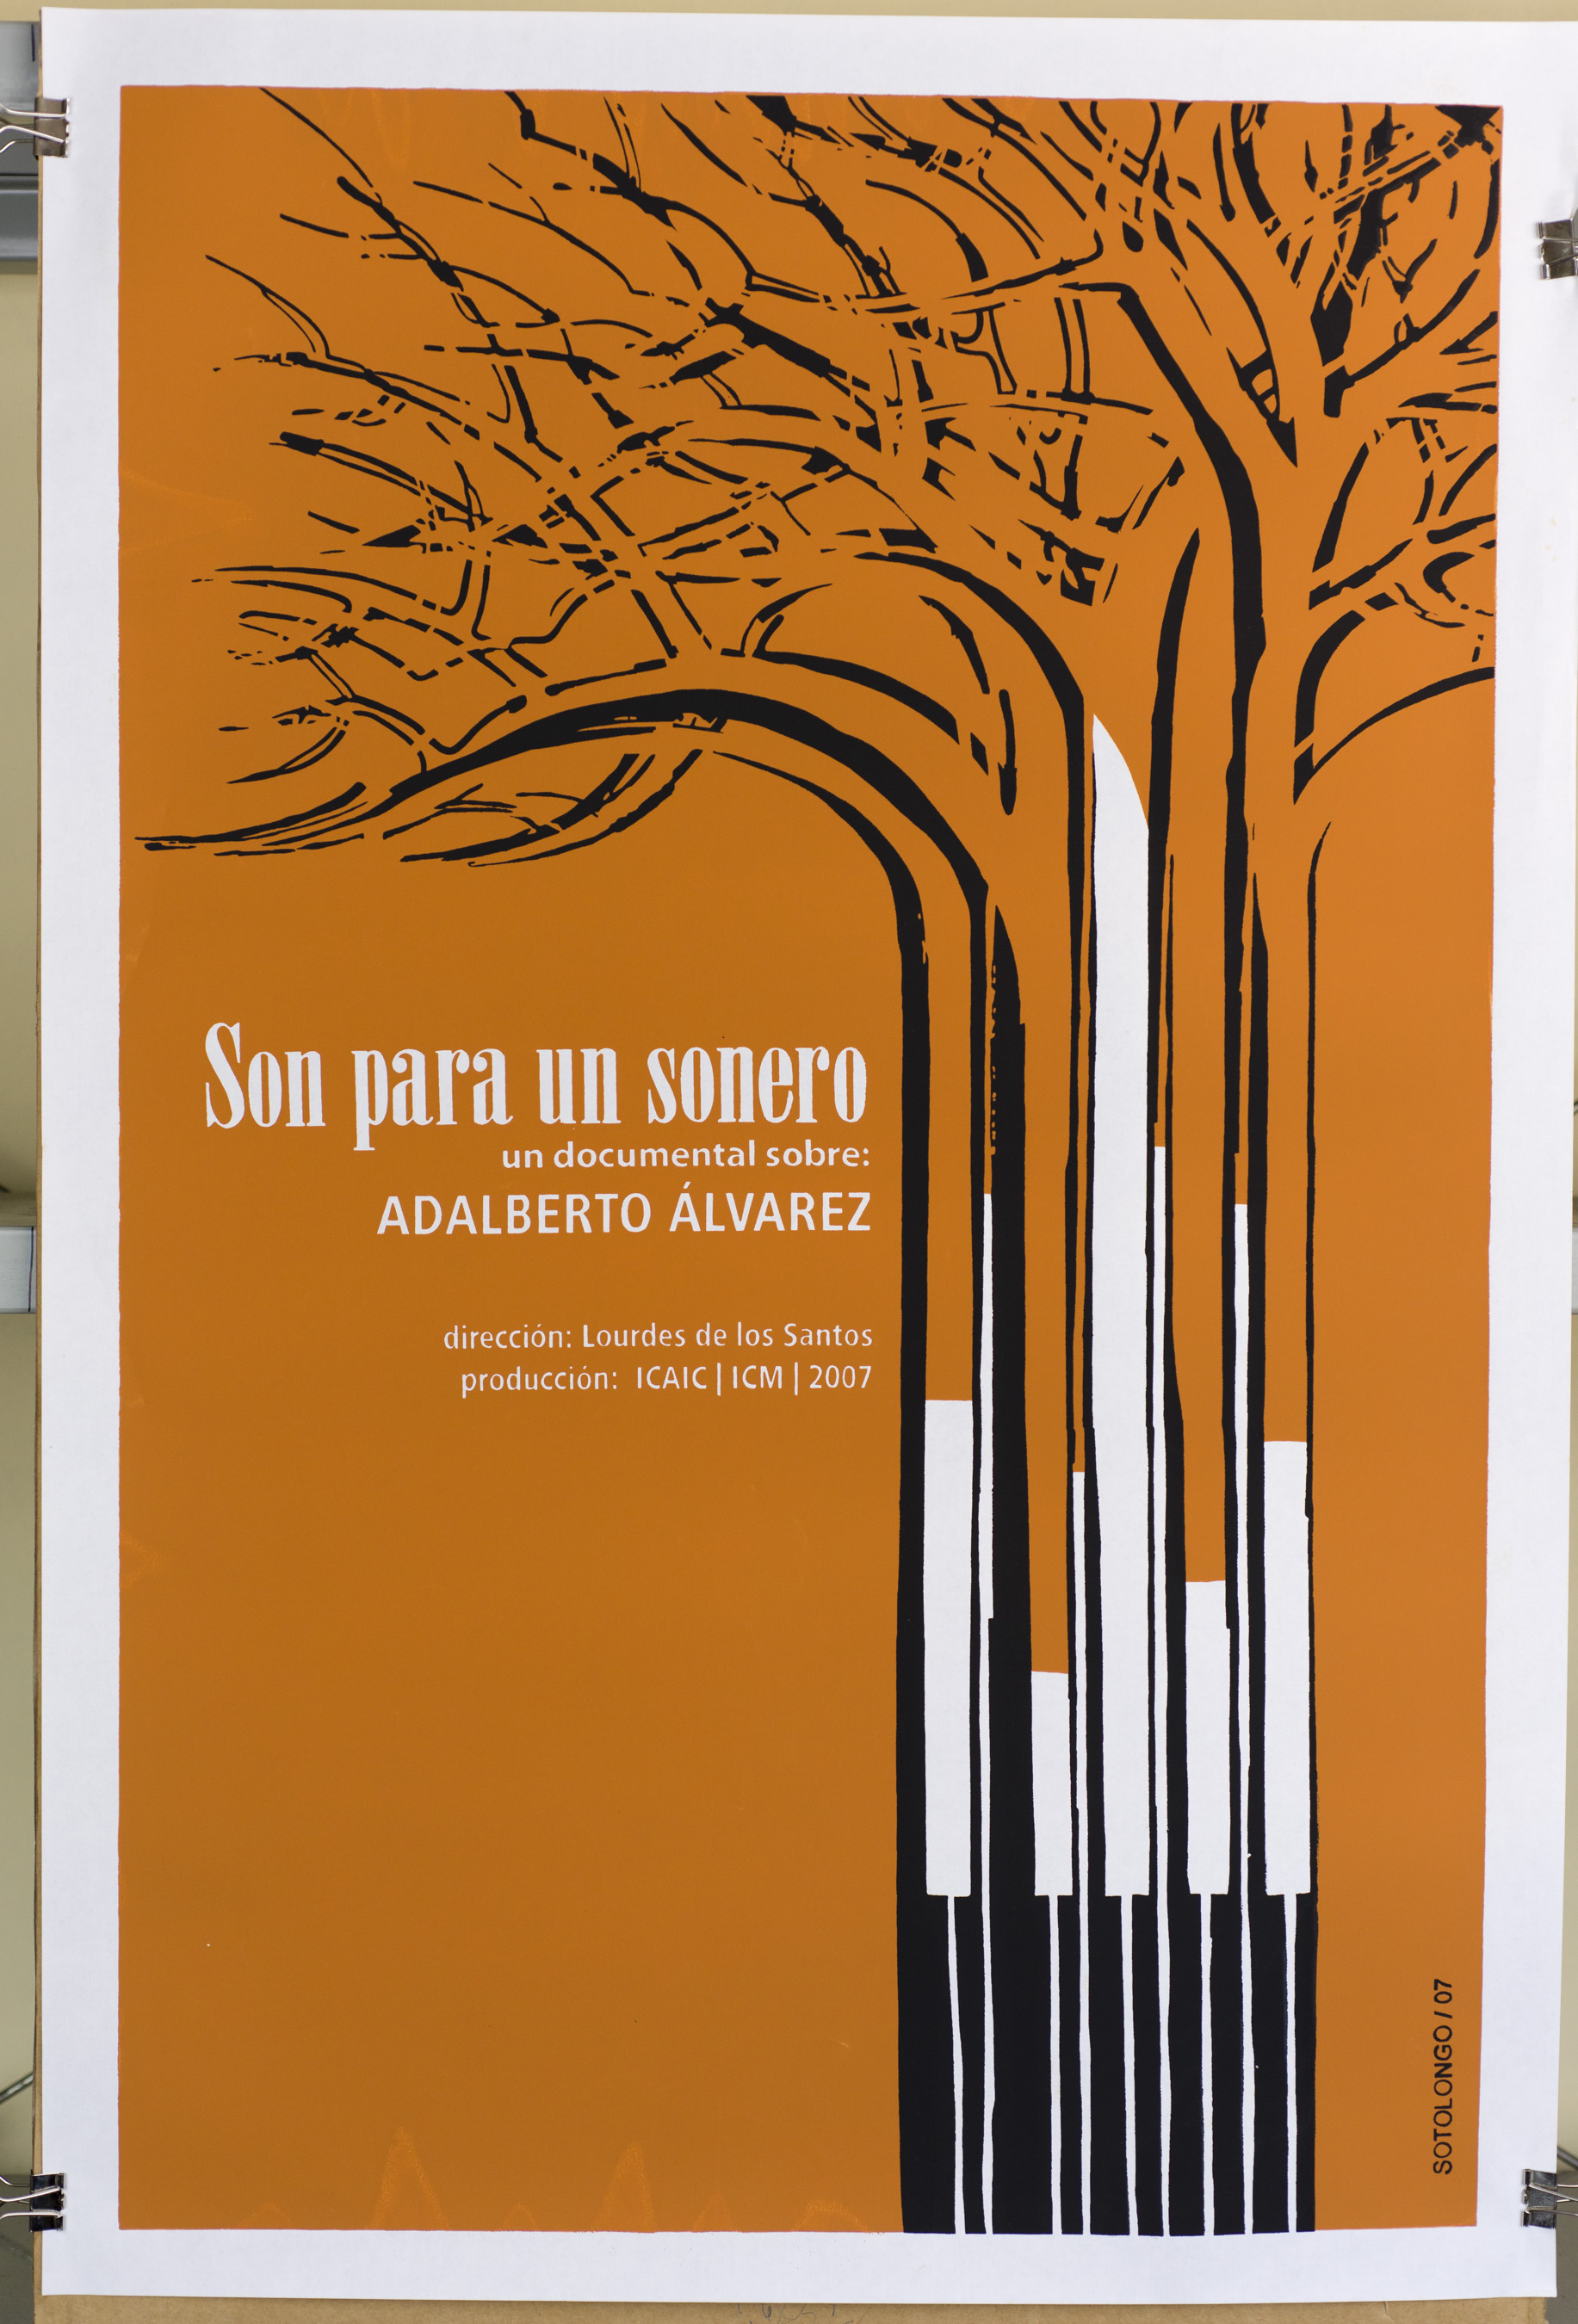 Son para un sonero
un documental sobre:
ADALBERTO ÁLVAREZ
dirección: Lourdes de los Santos
producción: ICAIC | ICM | 2007
SOTOLONGO / 07